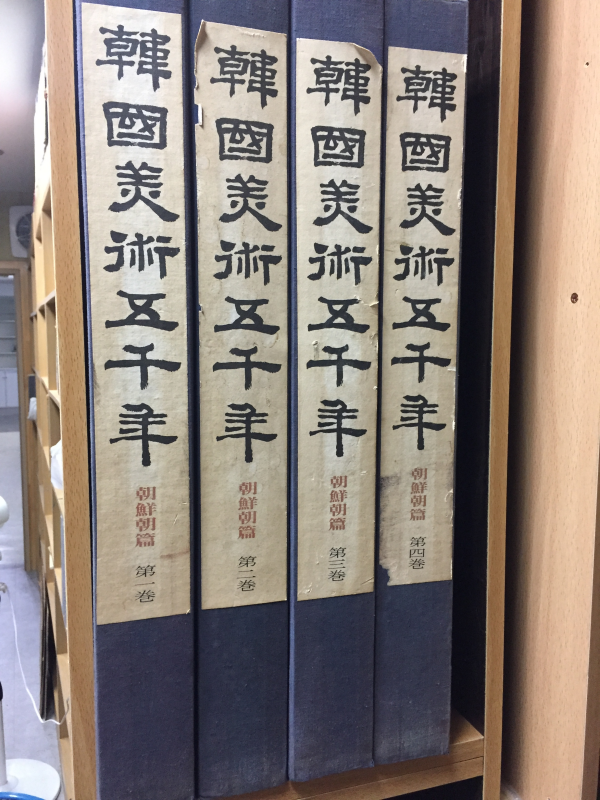 韓國美術五千年
朝鮮朝篇 第一巻
韓國美術五千年
朝鮮朝篇 第二巻
韓國美術五千年
朝鮮朝篇 第三巻
韓國美術五千年
朝鮮朝篇 第四巻